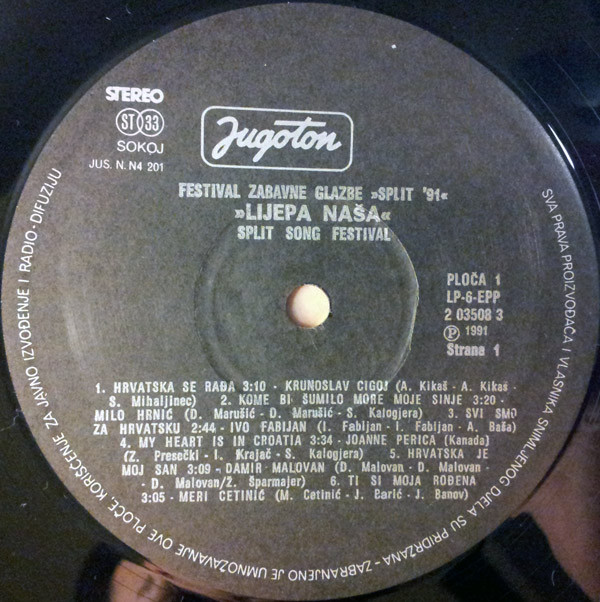 STEREO
ST 33
SOKOJ
JUS. N. N4 201
Jugoton
FESTIVAL ZABAVNE GLAZBE »SPLIT '91«
»LIJEPA NAŠA«
SPLIT SONG FESTIVAL
PLOČA 1
LP-6-EPP
2 03508 3
Ⓟ 1991
Strana 1
1. HRVATSKA SE RAĐA 3:10 - KRUNOSLAV CIGOJ (A. Kikaš - A. Kikaš -
S. Mihaljinec) 2. KOME BI ŠUMILO MORE MOJE SINJE 3:20 -
MILO HRNIĆ (D. Marušić - D. Marušić - S. Kalogjera) 3. SVI SMO
ZA HRVATSKU 2:44 - IVO FABIJAN (I. Fabijan - I. Fabijan - A. Baša)
4. MY HEART IS IN CROATIA 3:34 - JOANNE PERICA (Kanada)
(Z. Presečki - I. Krajač - S. Kalogjera) 5. HRVATSKA JE
MOJ SAN 3:09 - DAMIR MALOVAN (D. Malovan - D. Malovan
- D. Malovan/Ž. Šparmajer) 6. TI SI MOJA ROĐENA
3:05 - MERI CETINIĆ (M. Cetinić - J. Barić - J. Banov)
SVA PRAVA PROIZVOĐAČA I VLASNIKA SNIMLJENOG DJELA SU PRIDRŽANA - ZABRANJENO JE UMNOŽAVANJE OVE PLOČE, KORIŠĆENJE ZA JAVNO IZVOĐENJE I RADIO-DIFUZIJU